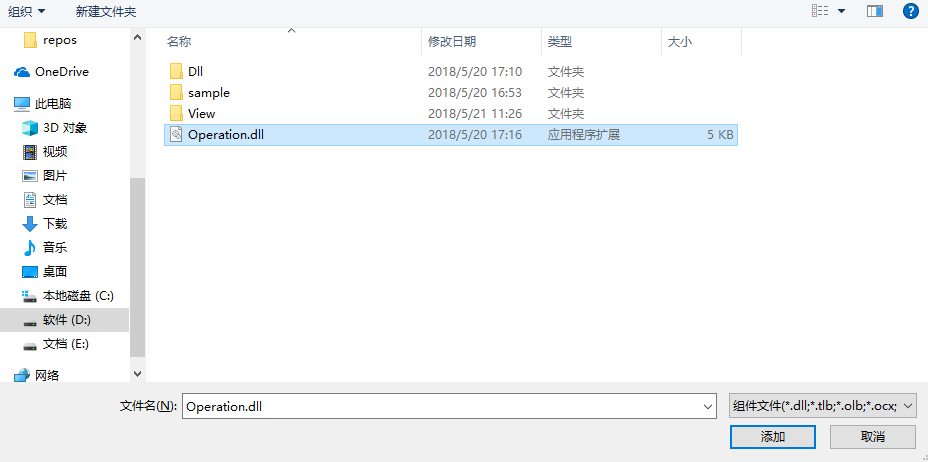 组织 新建文件夹
repos
OneDrive
此电脑
3D 对象
视频
图片
文档
下载
音乐
桌面
本地磁盘 (C:)
软件 (D:)
文档 (E:)
网络
名称 修改日期 类型 大小
Dll 2018/5/20 17:10 文件夹
sample 2018/5/20 16:53 文件夹
View 2018/5/21 11:26 文件夹
Operation.dll 2018/5/20 17:16 应用程序扩展 5 KB
文件名(N): Operation.dll 组件文件(*.dll;*.tlb;*.olb;*.ocx;
添加 取消